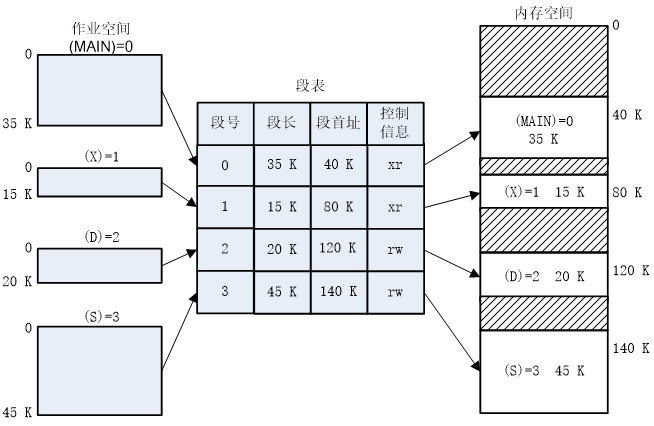 作业空间
(MAIN)=0
0
35 K
(X)=1
0
15 K
(D)=2
0
20 K
(S)=3
0
45 K
段表
段号 段长 段首址 控制信息
0 35 K 40 K xr
1 15 K 80 K xr
2 20 K 120 K rw
3 45 K 140 K rw
内存空间
0
(MAIN)=0
35 K
40 K
(X)=1 15 K
80 K
(D)=2 20 K
120 K
140 K
(S)=3 45 K